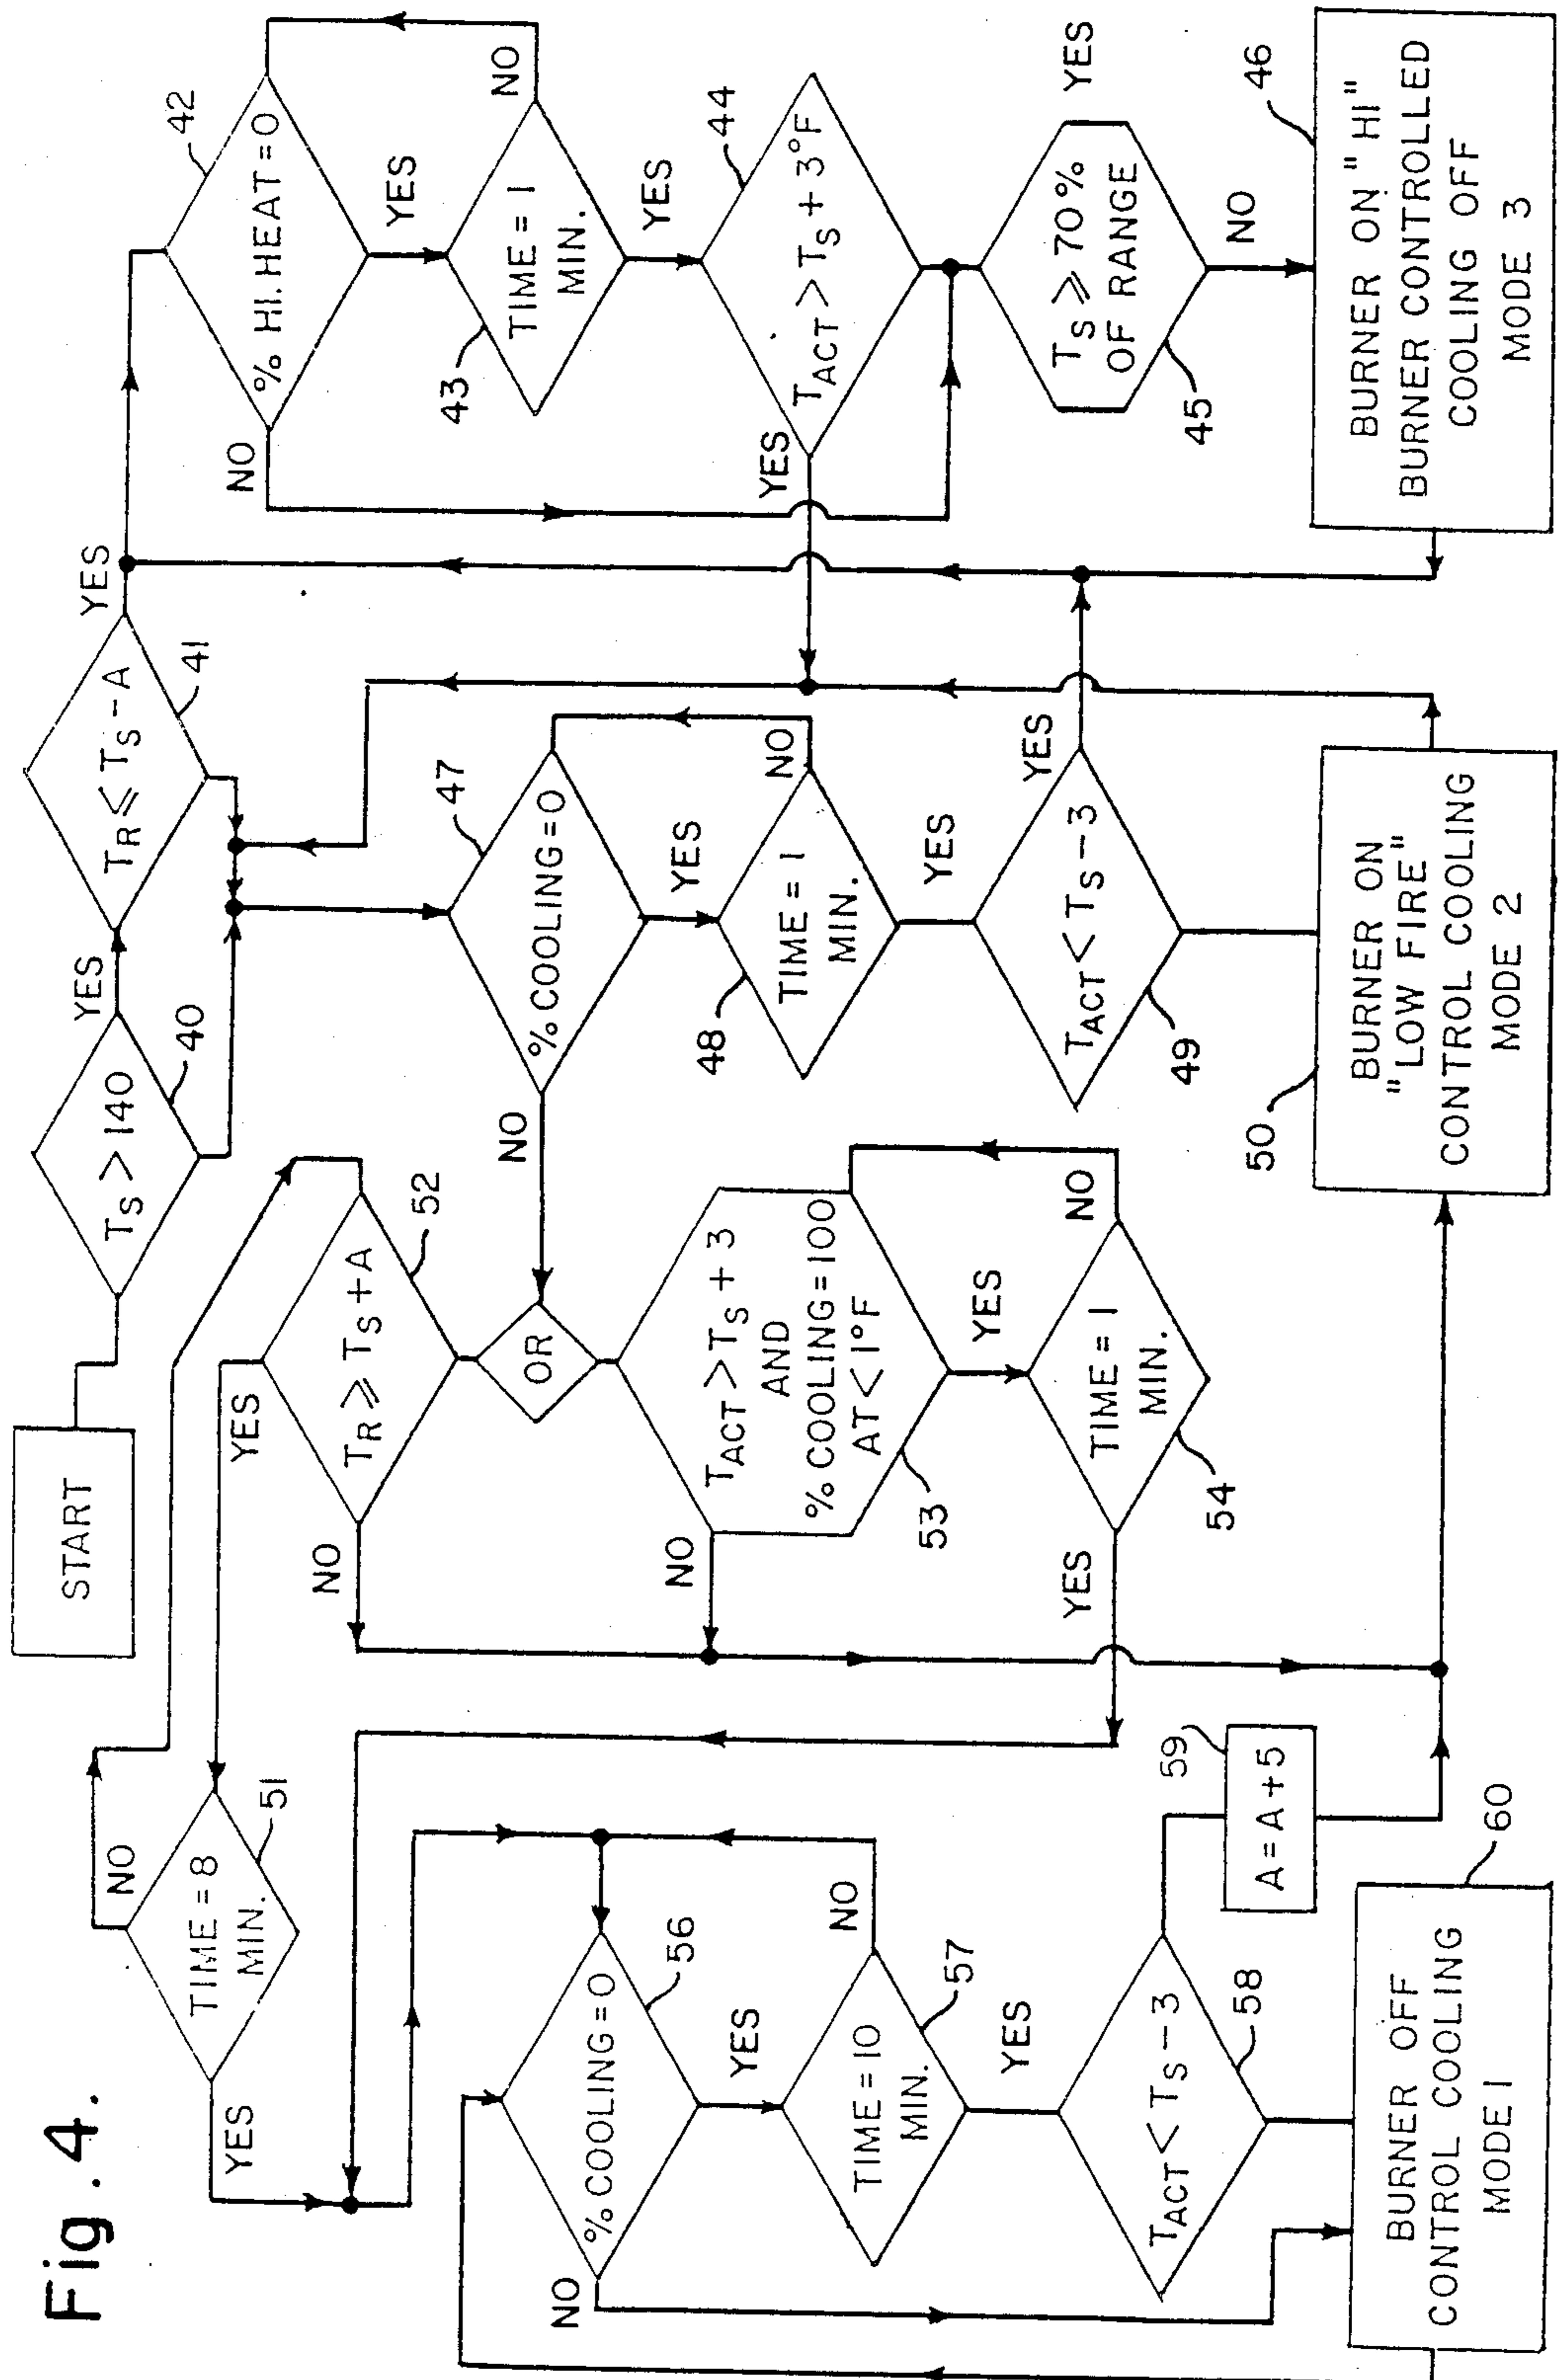 Fig. 4.
START
TS > 140
YES
40
TR ⩽ TS − A
YES
41
% HI. HEAT = 0
42
NO
YES
TIME = 1
MIN.
43
NO
YES
TACT > TS + 3°F
44
YES
TS ⩾ 70%
OF RANGE
45
YES
NO
BURNER ON "HI"
BURNER CONTROLLED
COOLING OFF
MODE 3
46
% COOLING = 0
47
NO
YES
TIME = 1
MIN.
48
NO
YES
TACT < TS − 3
49
YES
BURNER ON
"LOW FIRE"
CONTROL COOLING
MODE 2
50
TIME = 8
MIN.
51
NO
YES
TR ⩾ TS + A
52
YES
NO
OR
TACT > TS + 3
AND
% COOLING = 100
AT < 1°F
53
NO
YES
TIME = 1
MIN.
54
NO
YES
% COOLING = 0
56
NO
YES
TIME = 10
MIN.
57
NO
YES
TACT < TS − 3
58
A = A + 5
59
BURNER OFF
CONTROL COOLING
MODE 1
60